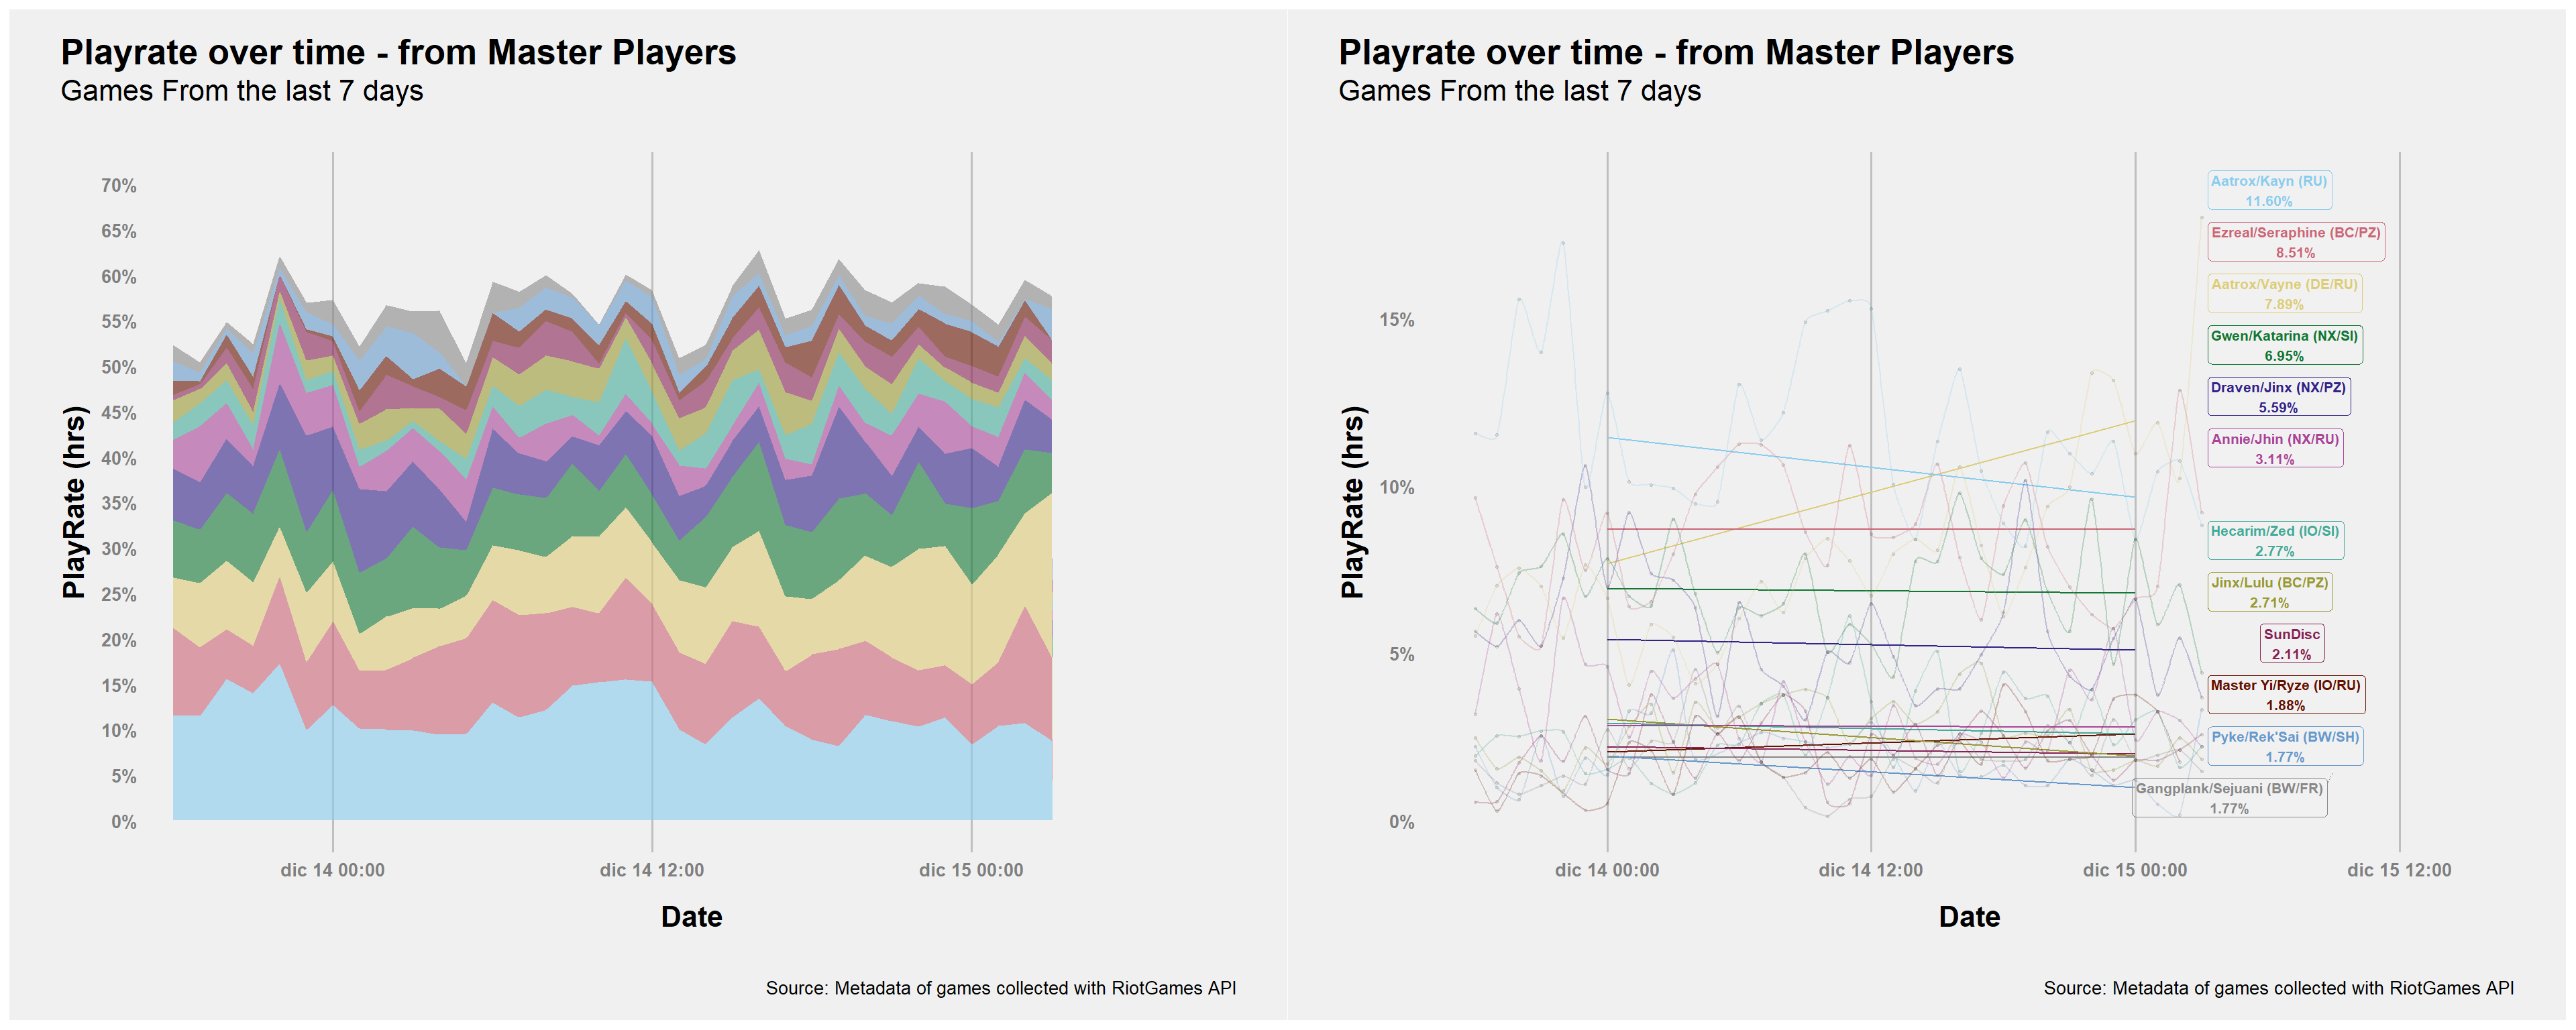 Playrate over time - from Master Players
Games From the last 7 days
PlayRate (hrs)
70%
65%
60%
55%
50%
45%
40%
35%
30%
25%
20%
15%
10%
5%
0%
dic 14 00:00
dic 14 12:00
dic 15 00:00
Date
Source: Metadata of games collected with RiotGames API
Playrate over time - from Master Players
Games From the last 7 days
PlayRate (hrs)
15%
10%
5%
0%
Aatrox/Kayn (RU)
11.60%
Ezreal/Seraphine (BC/PZ)
8.51%
Aatrox/Vayne (DE/RU)
7.89%
Gwen/Katarina (NX/SI)
6.95%
Draven/Jinx (NX/PZ)
5.59%
Annie/Jhin (NX/RU)
3.11%
Hecarim/Zed (IO/SI)
2.77%
Jinx/Lulu (BC/PZ)
2.71%
SunDisc
2.11%
Master Yi/Ryze (IO/RU)
1.88%
Pyke/Rek'Sai (BW/SH)
1.77%
Gangplank/Sejuani (BW/FR)
1.77%
dic 14 00:00
dic 14 12:00
dic 15 00:00
dic 15 12:00
Date
Source: Metadata of games collected with RiotGames API